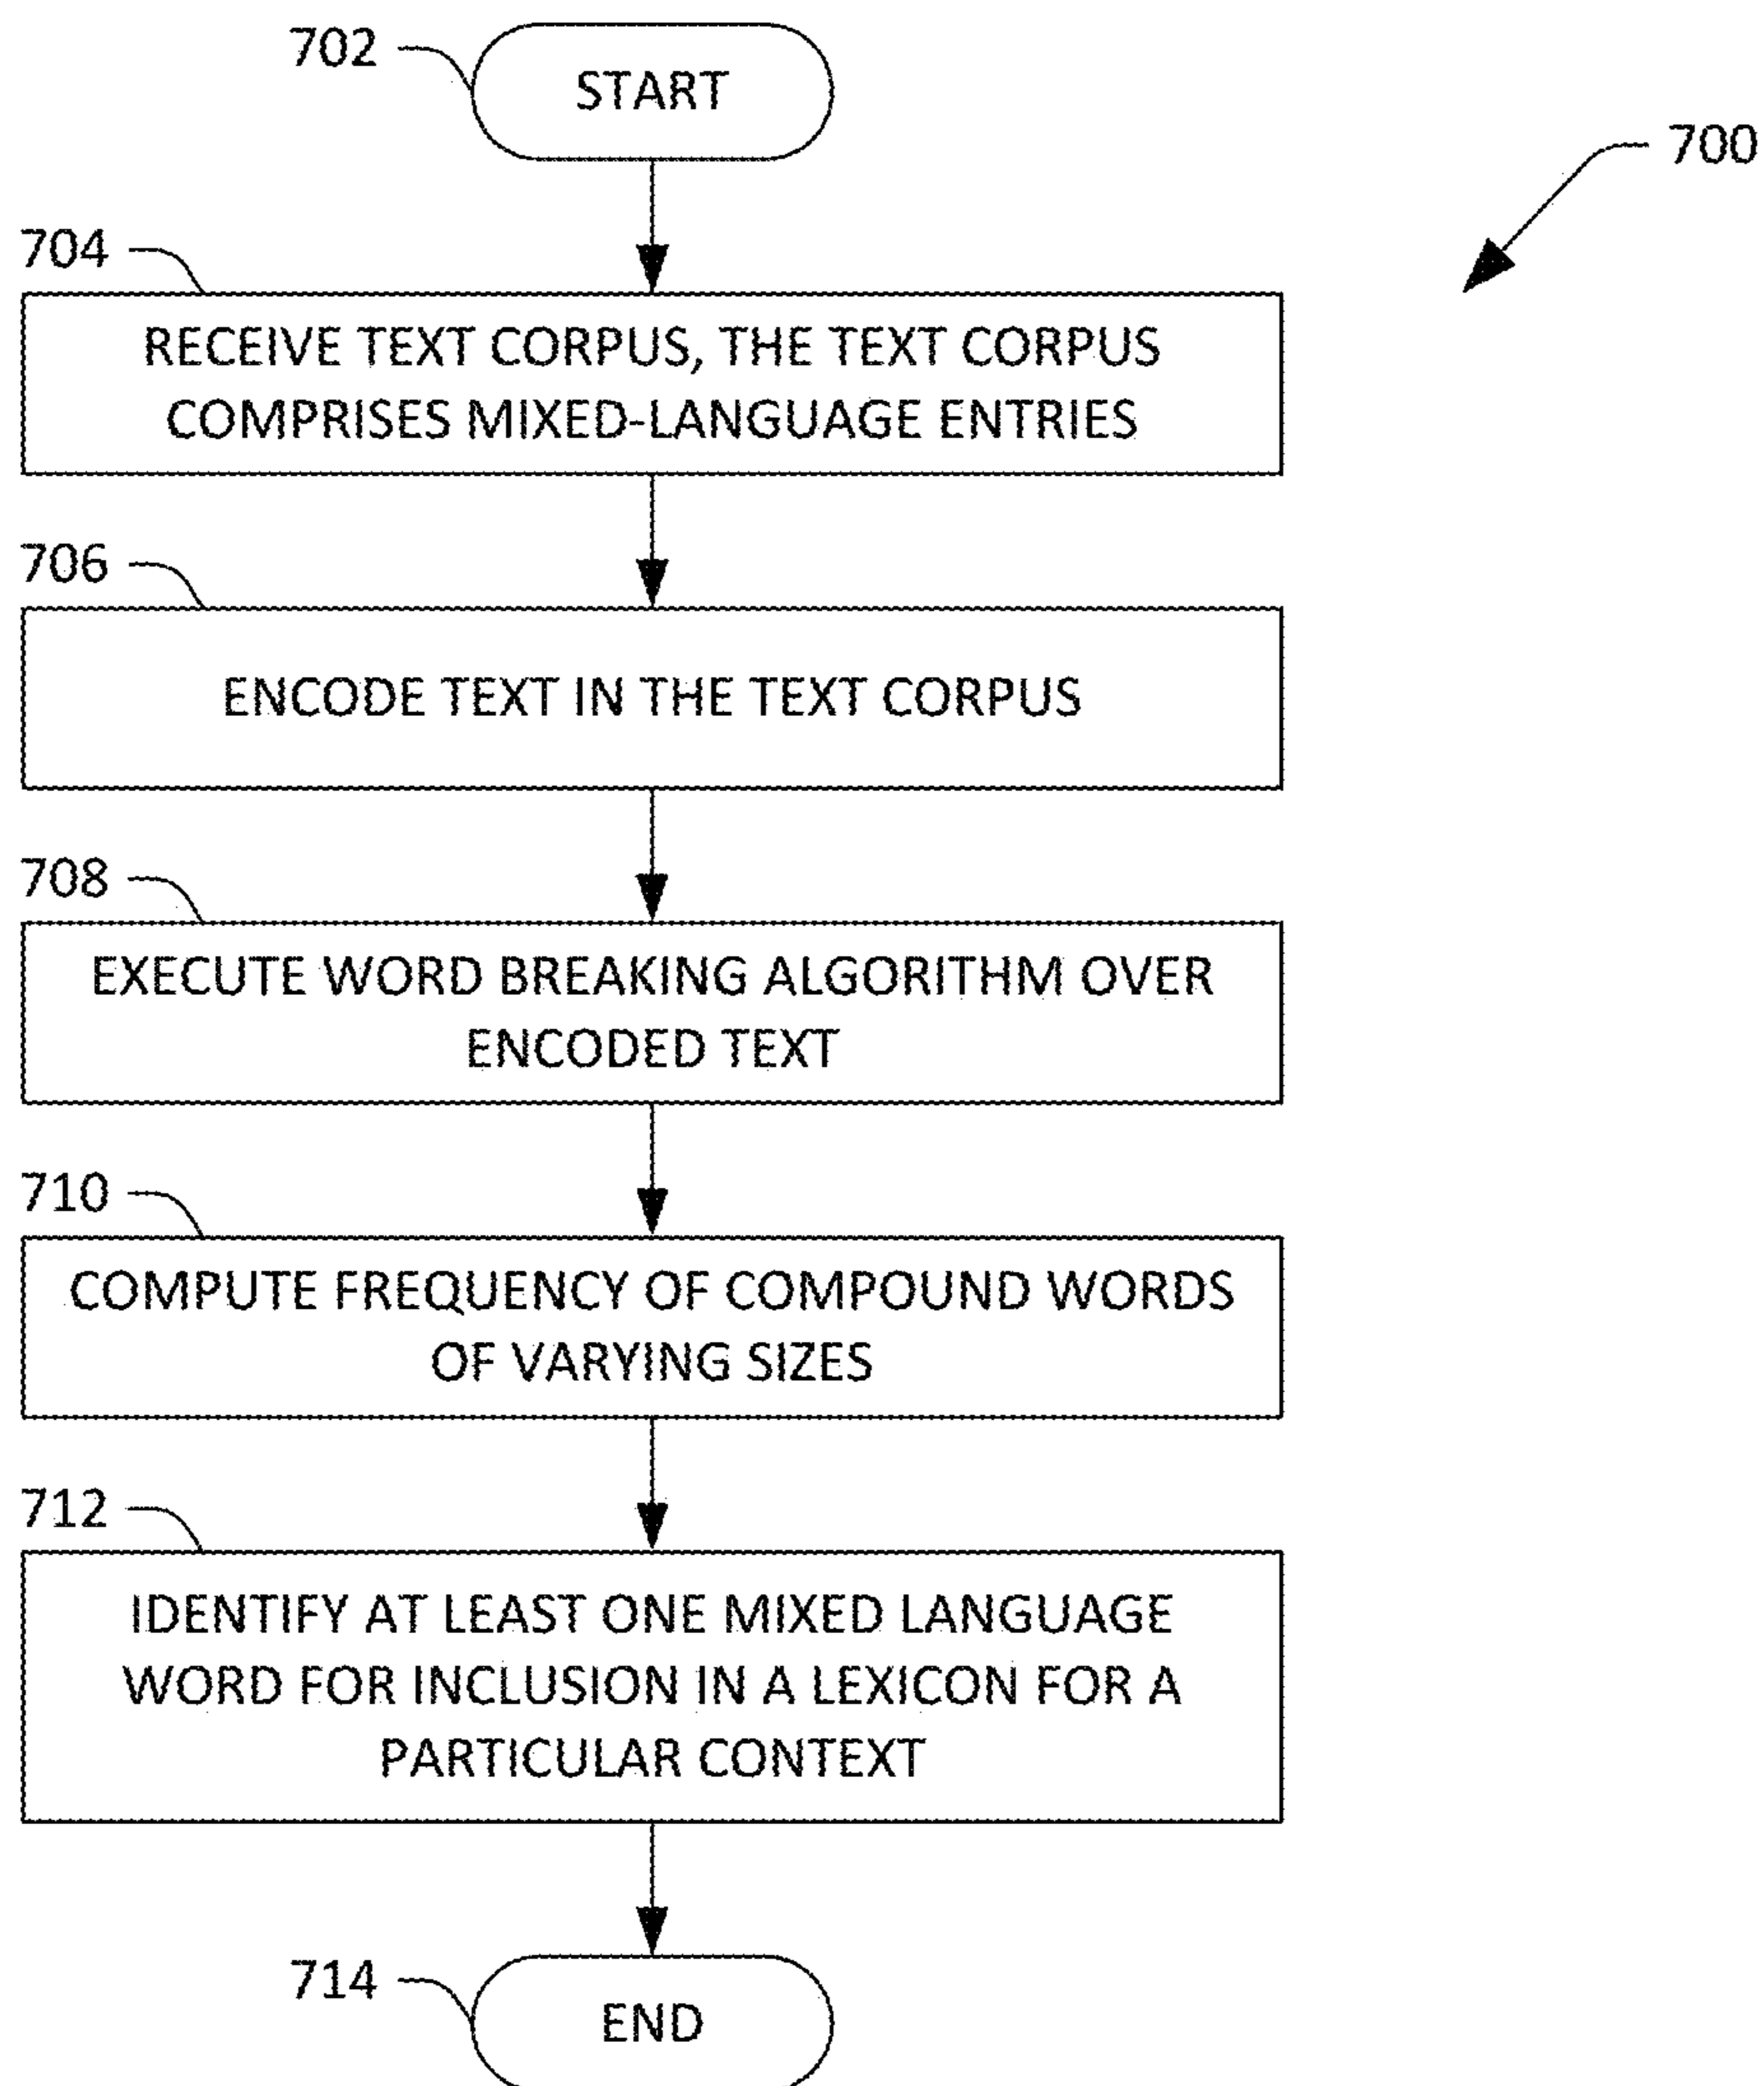 702
START
700
704
RECEIVE TEXT CORPUS, THE TEXT CORPUS
COMPRISES MIXED-LANGUAGE ENTRIES
706
ENCODE TEXT IN THE TEXT CORPUS
708
EXECUTE WORD BREAKING ALGORITHM OVER
ENCODED TEXT
710
COMPUTE FREQUENCY OF COMPOUND WORDS
OF VARYING SIZES
712
IDENTIFY AT LEAST ONE MIXED LANGUAGE
WORD FOR INCLUSION IN A LEXICON FOR A
PARTICULAR CONTEXT
714
END